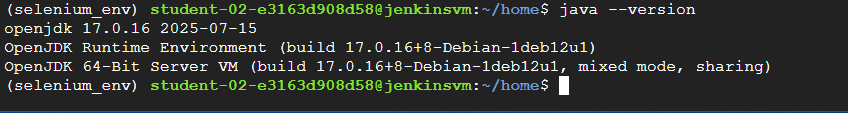 (selenium_env) student-02-e3163d908d58@jenkinsvm:~/home$ java --version
openjdk 17.0.16 2025-07-15
OpenJDK Runtime Environment (build 17.0.16+8-Debian-1deb12u1)
OpenJDK 64-Bit Server VM (build 17.0.16+8-Debian-1deb12u1, mixed mode, sharing)
(selenium_env) student-02-e3163d908d58@jenkinsvm:~/home$